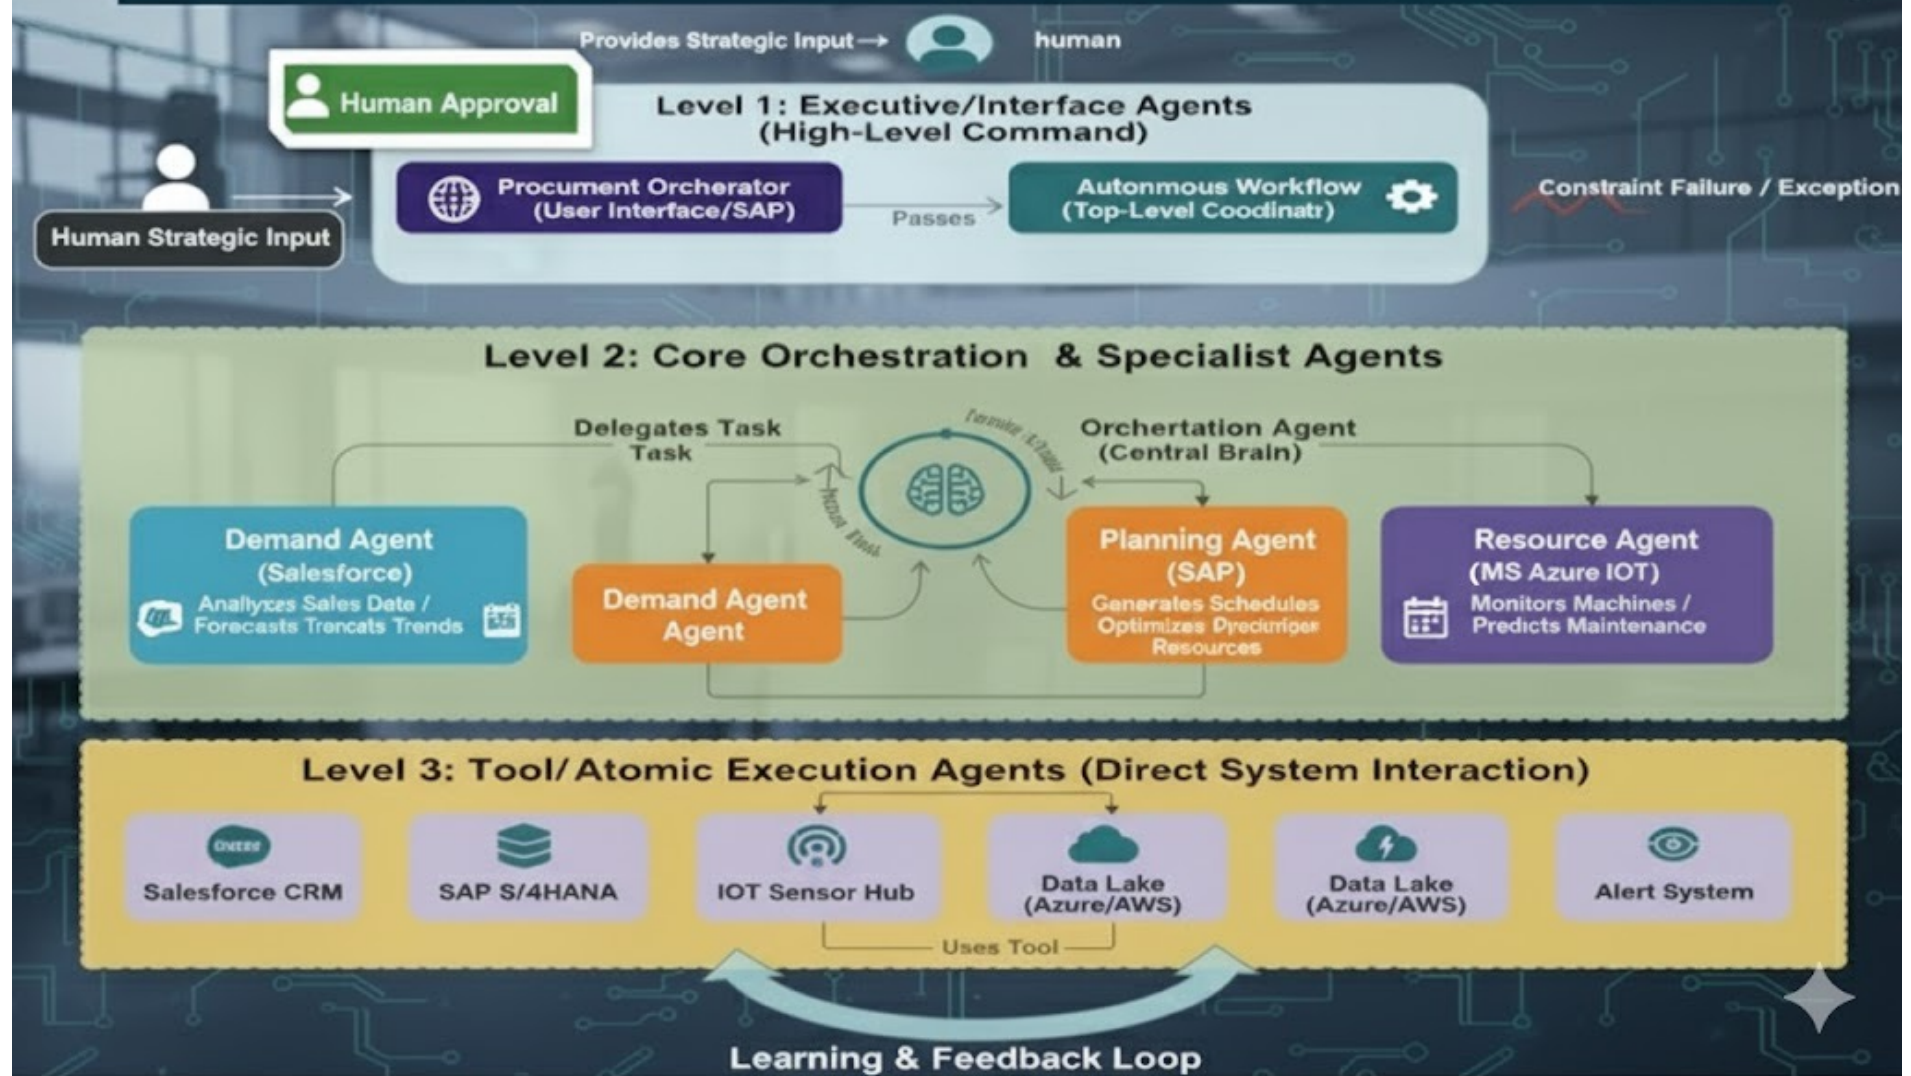 Provides Strategic Input
human
Human Approval
Level 1: Executive/Interface Agents
(High-Level Command)
Procument Orcherator
(User Interface/SAP)
Passes
Autonmous Workflow
(Top-Level Coodinatr)
Constraint Failure / Exception
Human Strategic Input
Level 2: Core Orchestration & Specialist Agents
Delegates Task
Task
Orchertation Agent
(Central Brain)
Demand Agent
(Salesforce)
Sales Date /
Forecasts Trends
Demand Agent
Agent
Planning Agent
(SAP)
Generates Schedules
Optimizes
Resources
Resource Agent
(MS Azure IOT)
Monitors Machines /
Predicts Maintenance
Level 3: Tool/Atomic Execution Agents (Direct System Interaction)
Salesforce CRM
SAP S/4HANA
IOT Sensor Hub
Data Lake
(Azure/AWS)
Data Lake
(Azure/AWS)
Alert System
Uses Tool
Learning & Feedback Loop